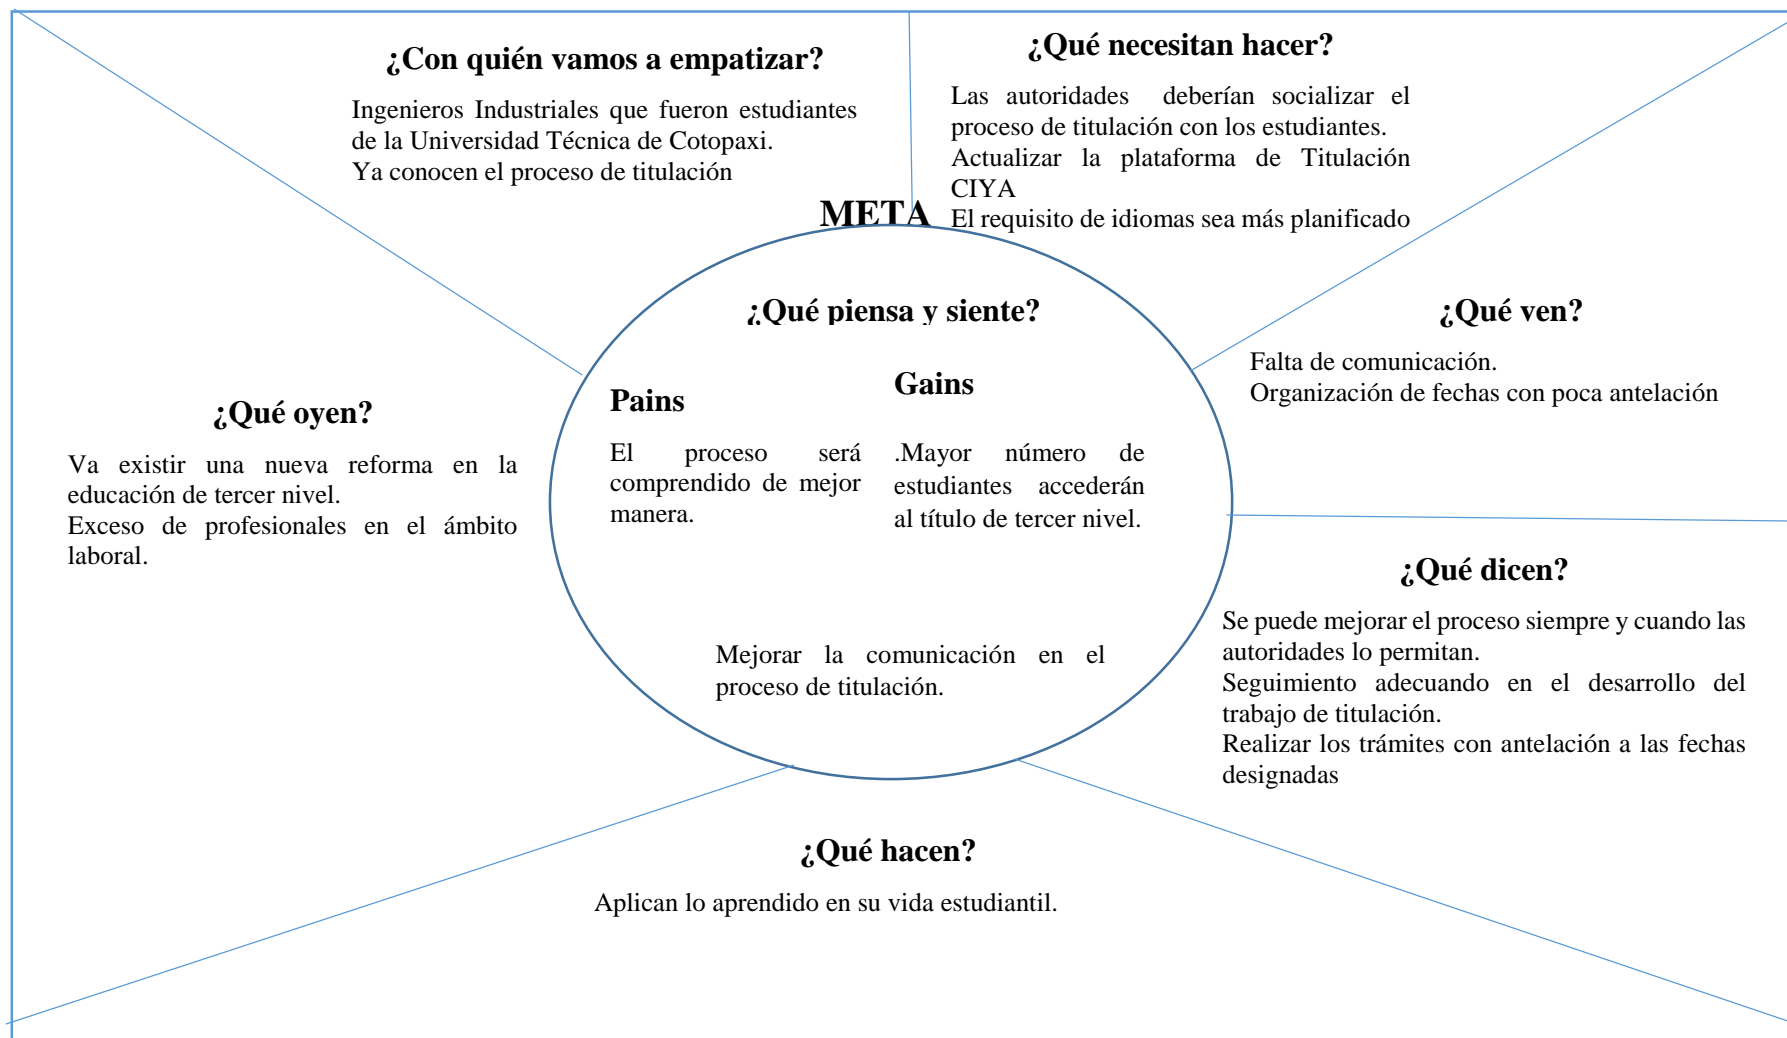 ¿Con quién vamos a empatizar?
Ingenieros Industriales que fueron estudiantes
de la Universidad Técnica de Cotopaxi.
Ya conocen el proceso de titulación
¿Qué necesitan hacer?
Las autoridades deberían socializar el
proceso de titulación con los estudiantes.
Actualizar la plataforma de Titulación
CIYA
El requisito de idiomas sea más planificado
META
¿Qué piensa y siente?
Pains
El proceso será
comprendido de mejor
manera.
Gains
.Mayor número de
estudiantes accederán
al título de tercer nivel.
Mejorar la comunicación en el
proceso de titulación.
¿Qué ven?
Falta de comunicación.
Organización de fechas con poca antelación
¿Qué oyen?
Va existir una nueva reforma en la
educación de tercer nivel.
Exceso de profesionales en el ámbito
laboral.
¿Qué dicen?
Se puede mejorar el proceso siempre y cuando las
autoridades lo permitan.
Seguimiento adecuando en el desarrollo del
trabajo de titulación.
Realizar los trámites con antelación a las fechas
designadas
¿Qué hacen?
Aplican lo aprendido en su vida estudiantil.